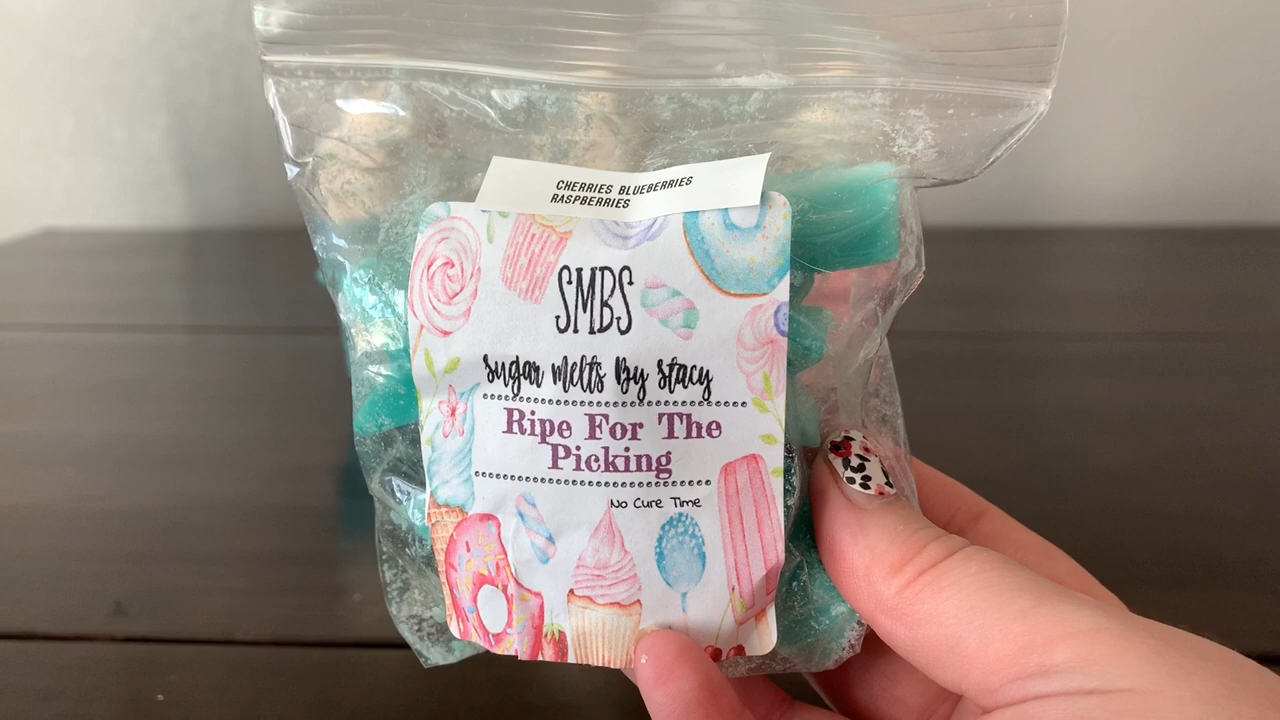 CHERRIES BLUEBERRIES
RASPBERRIES
SMBS
Sugar Melts By Stacy
Ripe For The
Picking
No Cure Time